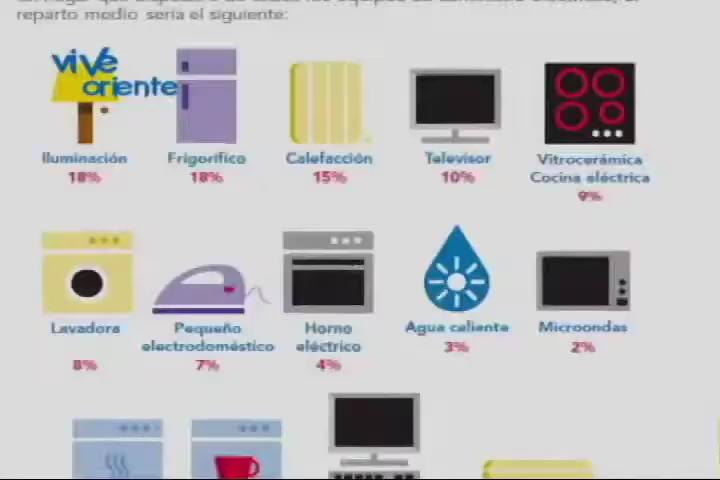 reparto medio sería el siguiente:
vive
oriente
Iluminación
18%
Frigorífico
18%
Calefacción
15%
Televisor
10%
Vitrocerámica
Cocina eléctrica
9%
Lavadora
8%
Pequeño
electrodoméstico
7%
Horno
eléctrico
4%
Agua caliente
3%
Microondas
2%